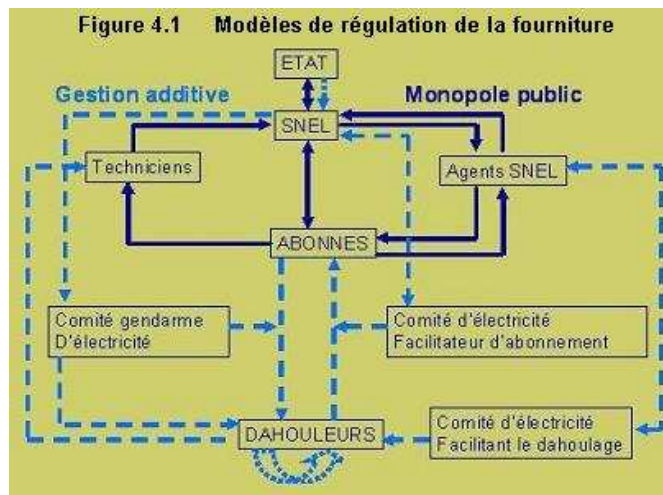 Figure 4.1 Modèles de régulation de la fourniture
ETAT
Gestion additive
Monopole public
SNEL
Techniciens
Agents SNEL
ABONNES
Comité gendarme
D'électricité
Comité d'électricité
Facilitateur d'abonnement
DAHOULEURS
Comité d'électricité
Facilitant le dahoulage